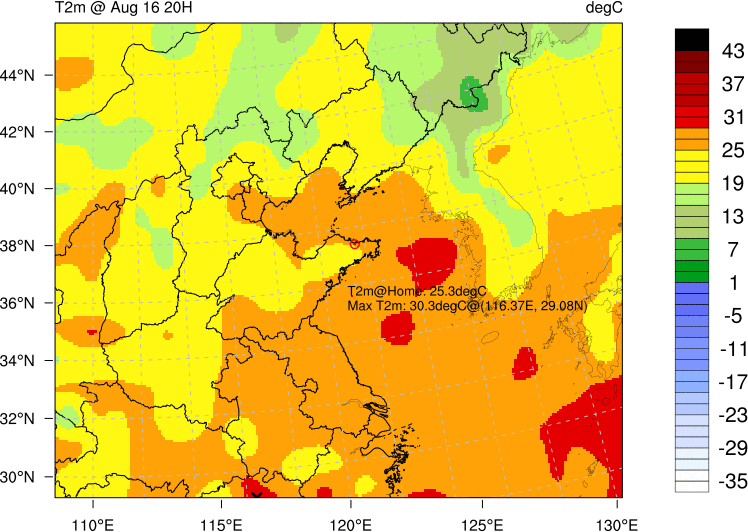 T2m @ Aug 16 20H degC
44°N
42°N
40°N
38°N
36°N
34°N
32°N
30°N
T2m@Home: 25.3degC
Max T2m: 30.3degC@(116.37E, 29.08N)
110°E 115°E 120°E 125°E 130°E
43
37
31
25
19
13
7
1
-5
-11
-17
-23
-29
-35